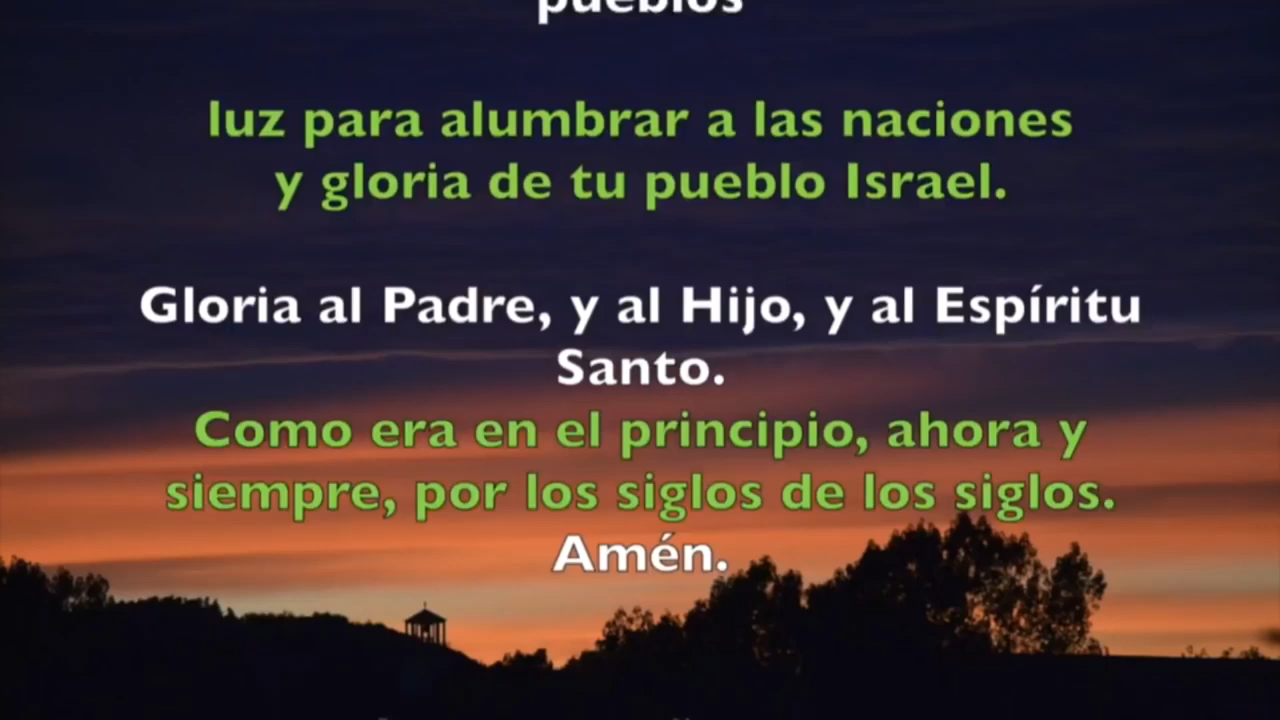 pueblos
luz para alumbrar a las naciones
y gloria de tu pueblo Israel.
Gloria al Padre, y al Hijo, y al Espíritu
Santo.
Como era en el principio, ahora y
siempre, por los siglos de los siglos.
Amén.